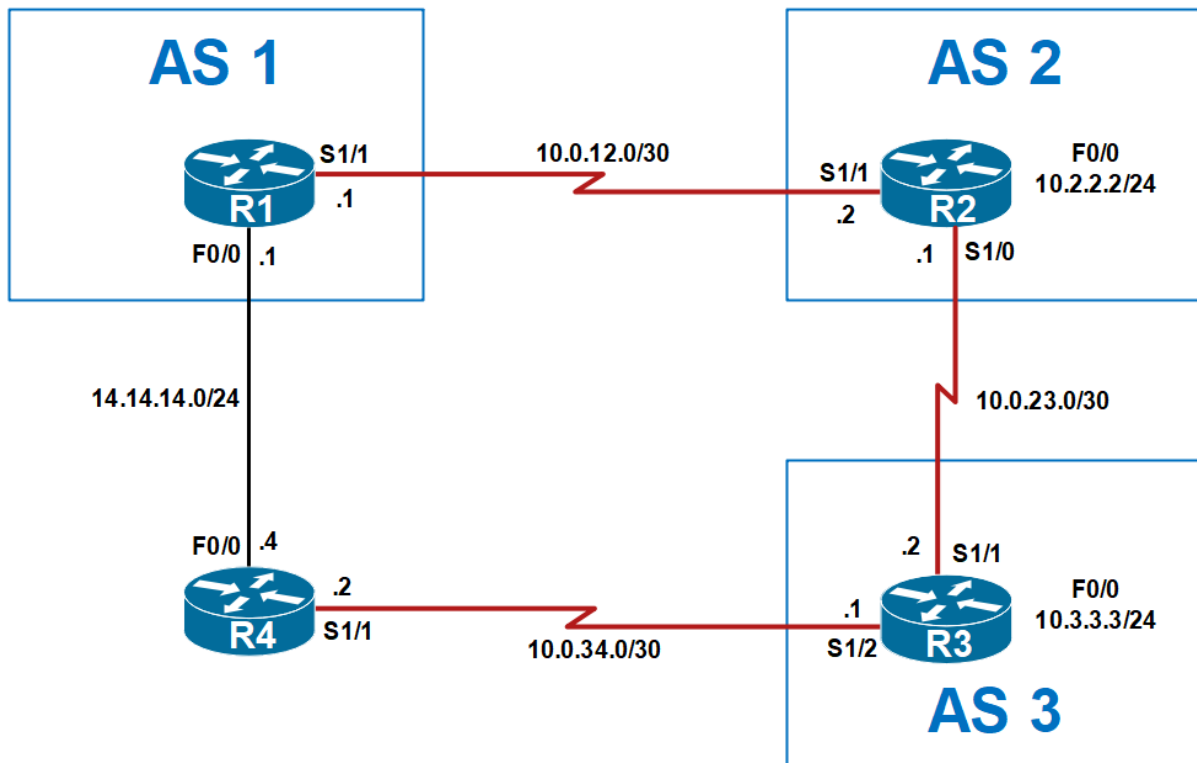 AS 1
AS 2
S1/1
10.0.12.0/30
F0/0
10.2.2.2/24
S1/1
R1
.1
.2
R2
F0/0
.1
.1
S1/0
14.14.14.0/24
10.0.23.0/30
F0/0
.4
.2
S1/1
.2
F0/0
10.3.3.3/24
.1
R4
S1/1
10.0.34.0/30
S1/2
R3
AS 3